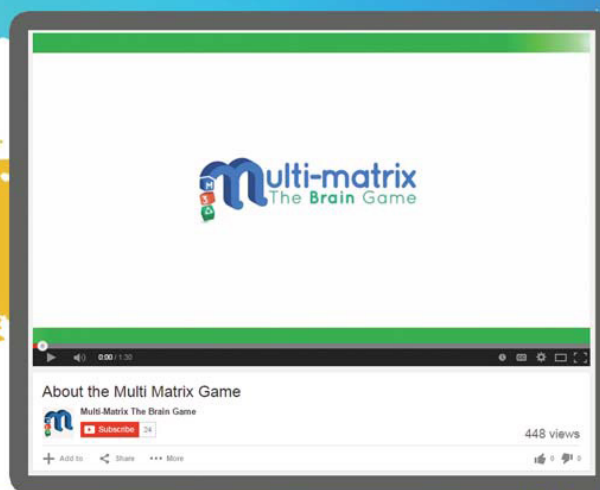 Multi-matrix
The Brain Game
M
3
0:00 / 1:30
About the Multi Matrix Game
Multi-Matrix The Brain Game
Subscribe 24
448 views
Add to Share More
0 0